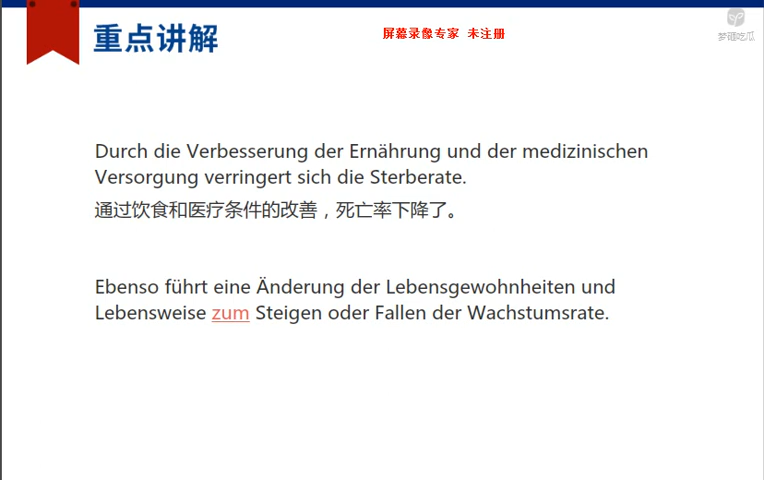 重点讲解
屏幕录像专家 未注册
梦砸吃瓜
Durch die Verbesserung der Ernährung und der medizinischen
Versorgung verringert sich die Sterberate.
通过饮食和医疗条件的改善，死亡率下降了。
Ebenso führt eine Änderung der Lebensgewohnheiten und
Lebensweise zum Steigen oder Fallen der Wachstumsrate.